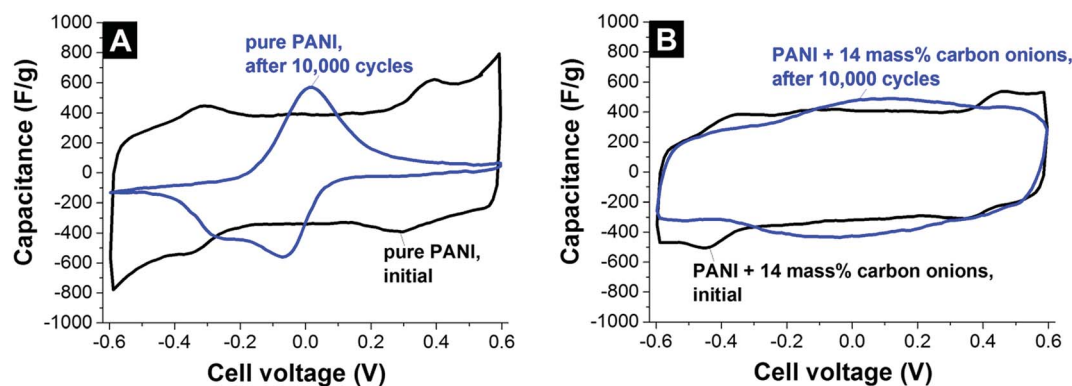 A
1000
800
600
400
200
0
-200
-400
-600
-800
-1000
Capacitance (F/g)
pure PANI,
after 10,000 cycles
pure PANI,
initial
-0.6 -0.4 -0.2 0.0 0.2 0.4 0.6
Cell voltage (V)
B
1000
800
600
400
200
0
-200
-400
-600
-800
-1000
Capacitance (F/g)
PANI + 14 mass% carbon onions,
after 10,000 cycles
PANI + 14 mass% carbon onions,
initial
-0.6 -0.4 -0.2 0.0 0.2 0.4 0.6
Cell voltage (V)